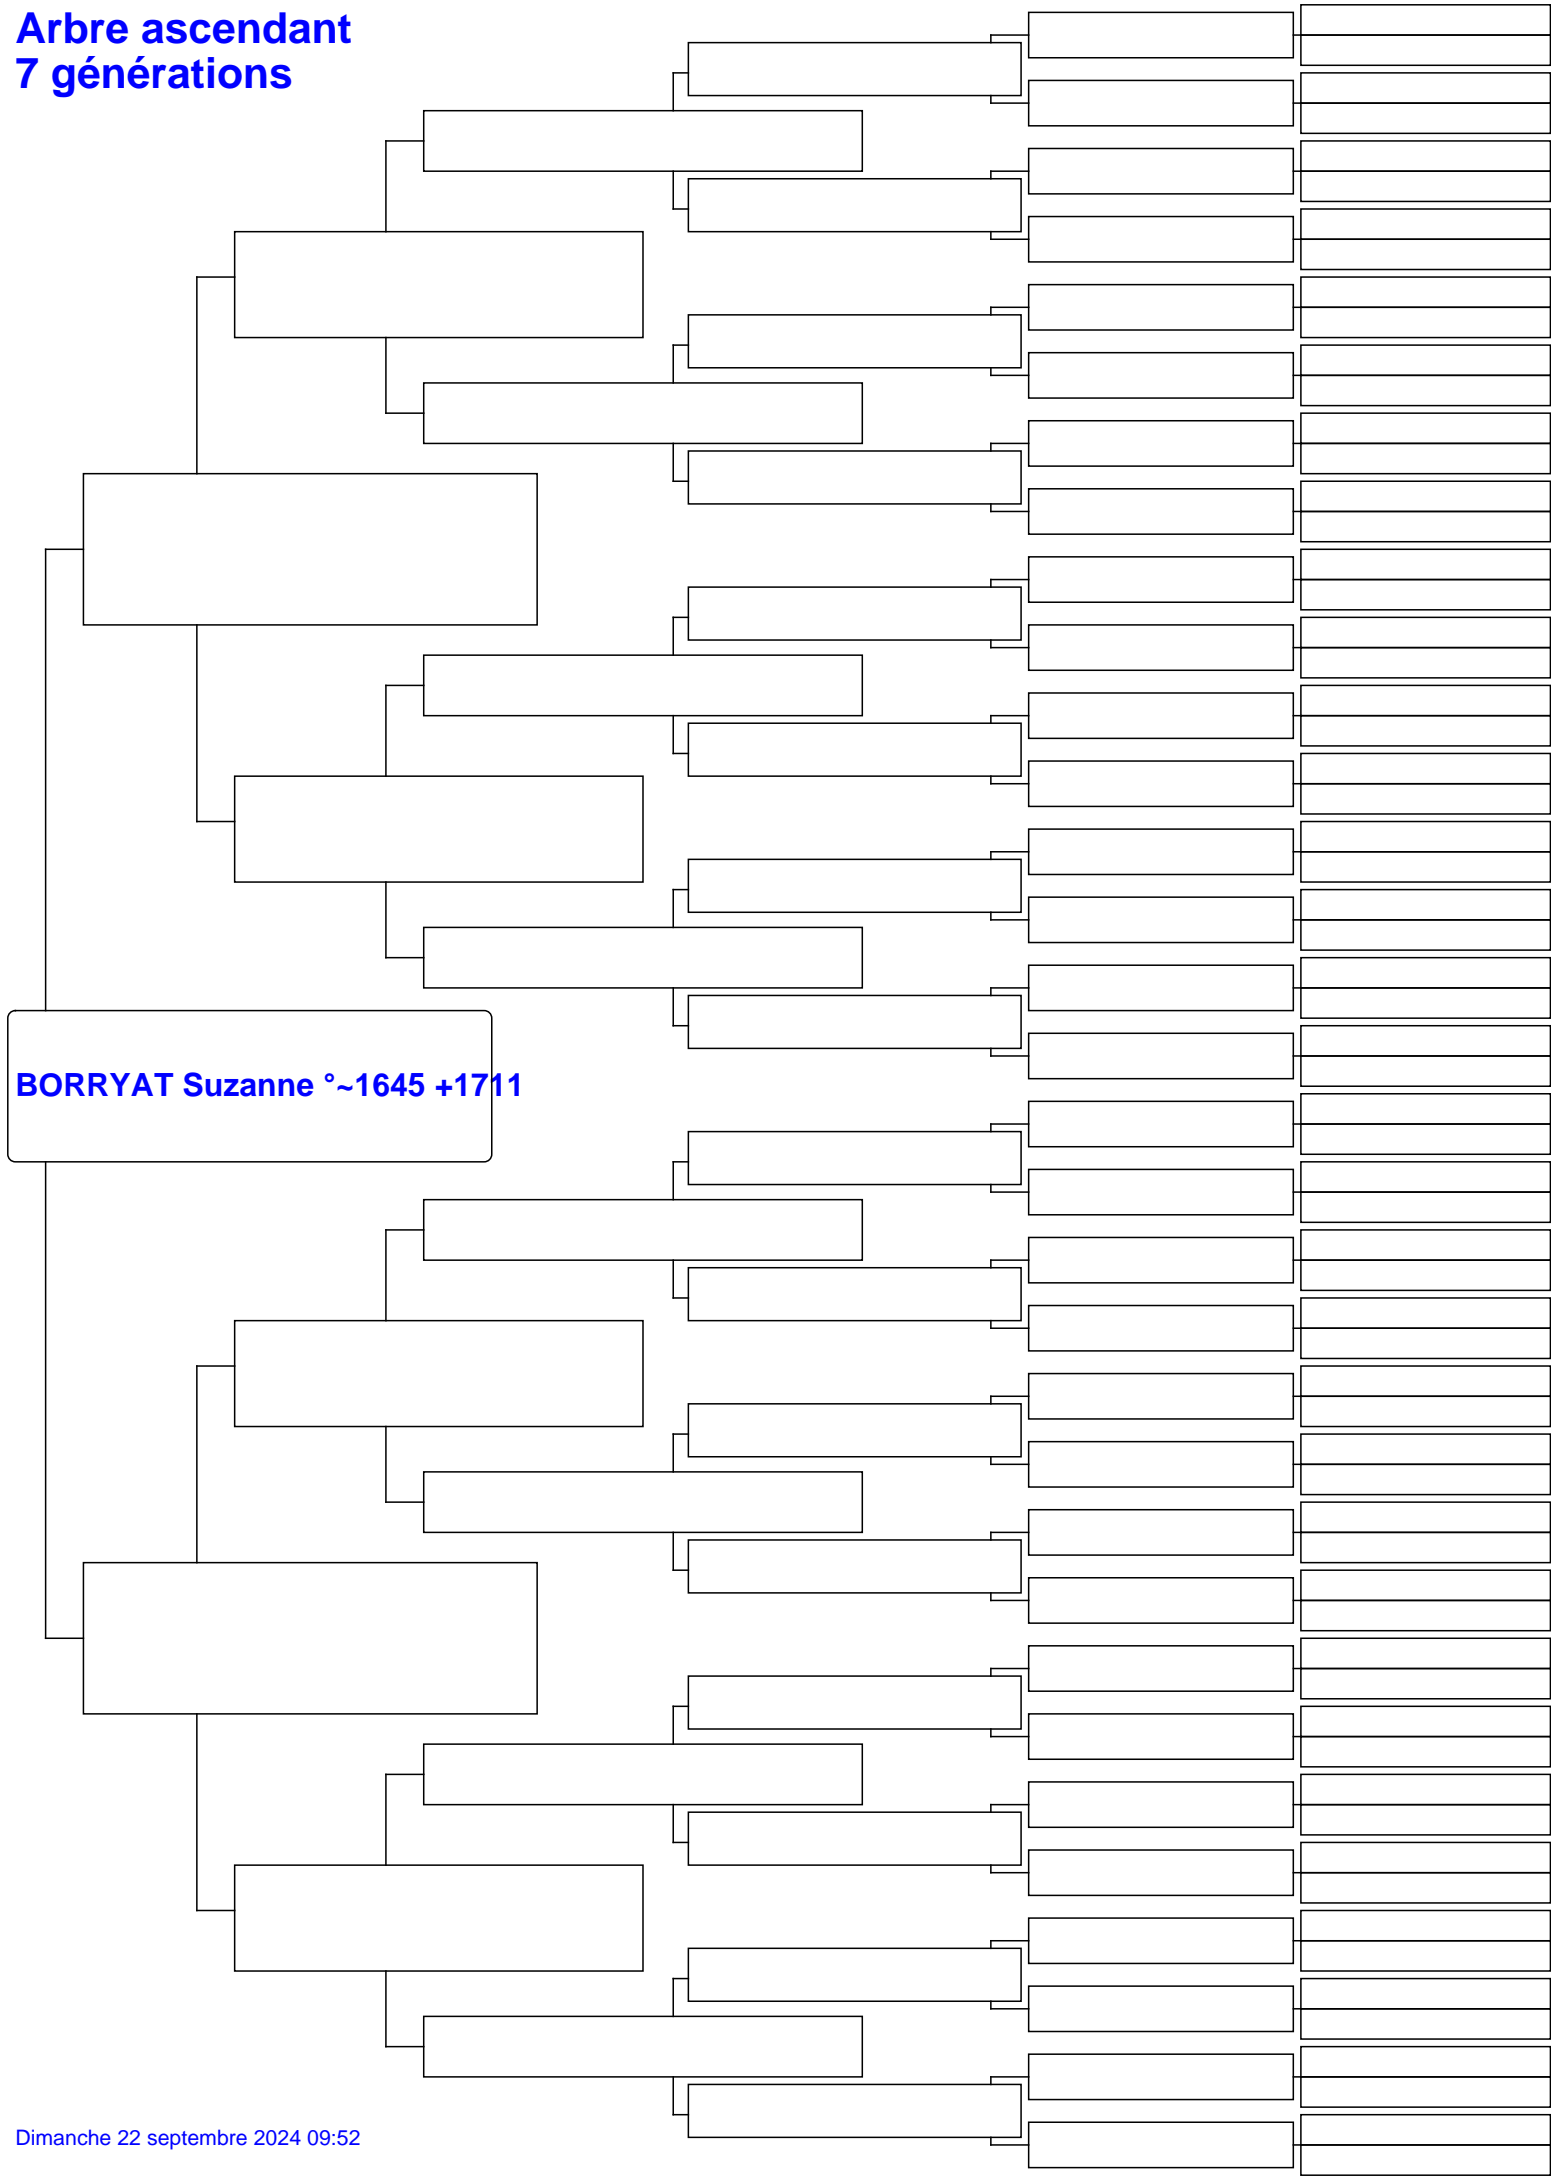 Arbre ascendant
7 générations
BORRYAT Suzanne °~1645 +1711
Dimanche 22 septembre 2024 09:52